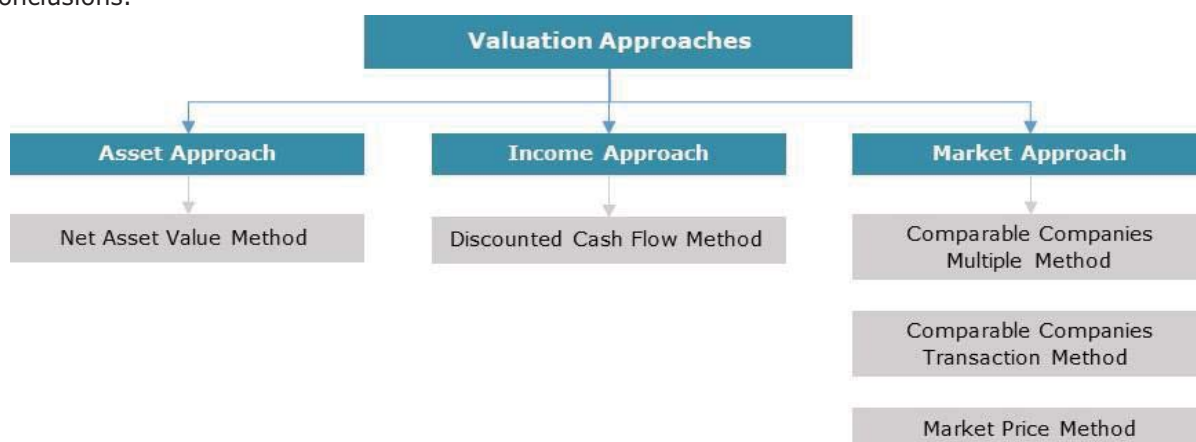 onclusions:
Valuation Approaches
Asset Approach
Income Approach
Market Approach
Net Asset Value Method
Discounted Cash Flow Method
Comparable Companies
Multiple Method
Comparable Companies
Transaction Method
Market Price Method